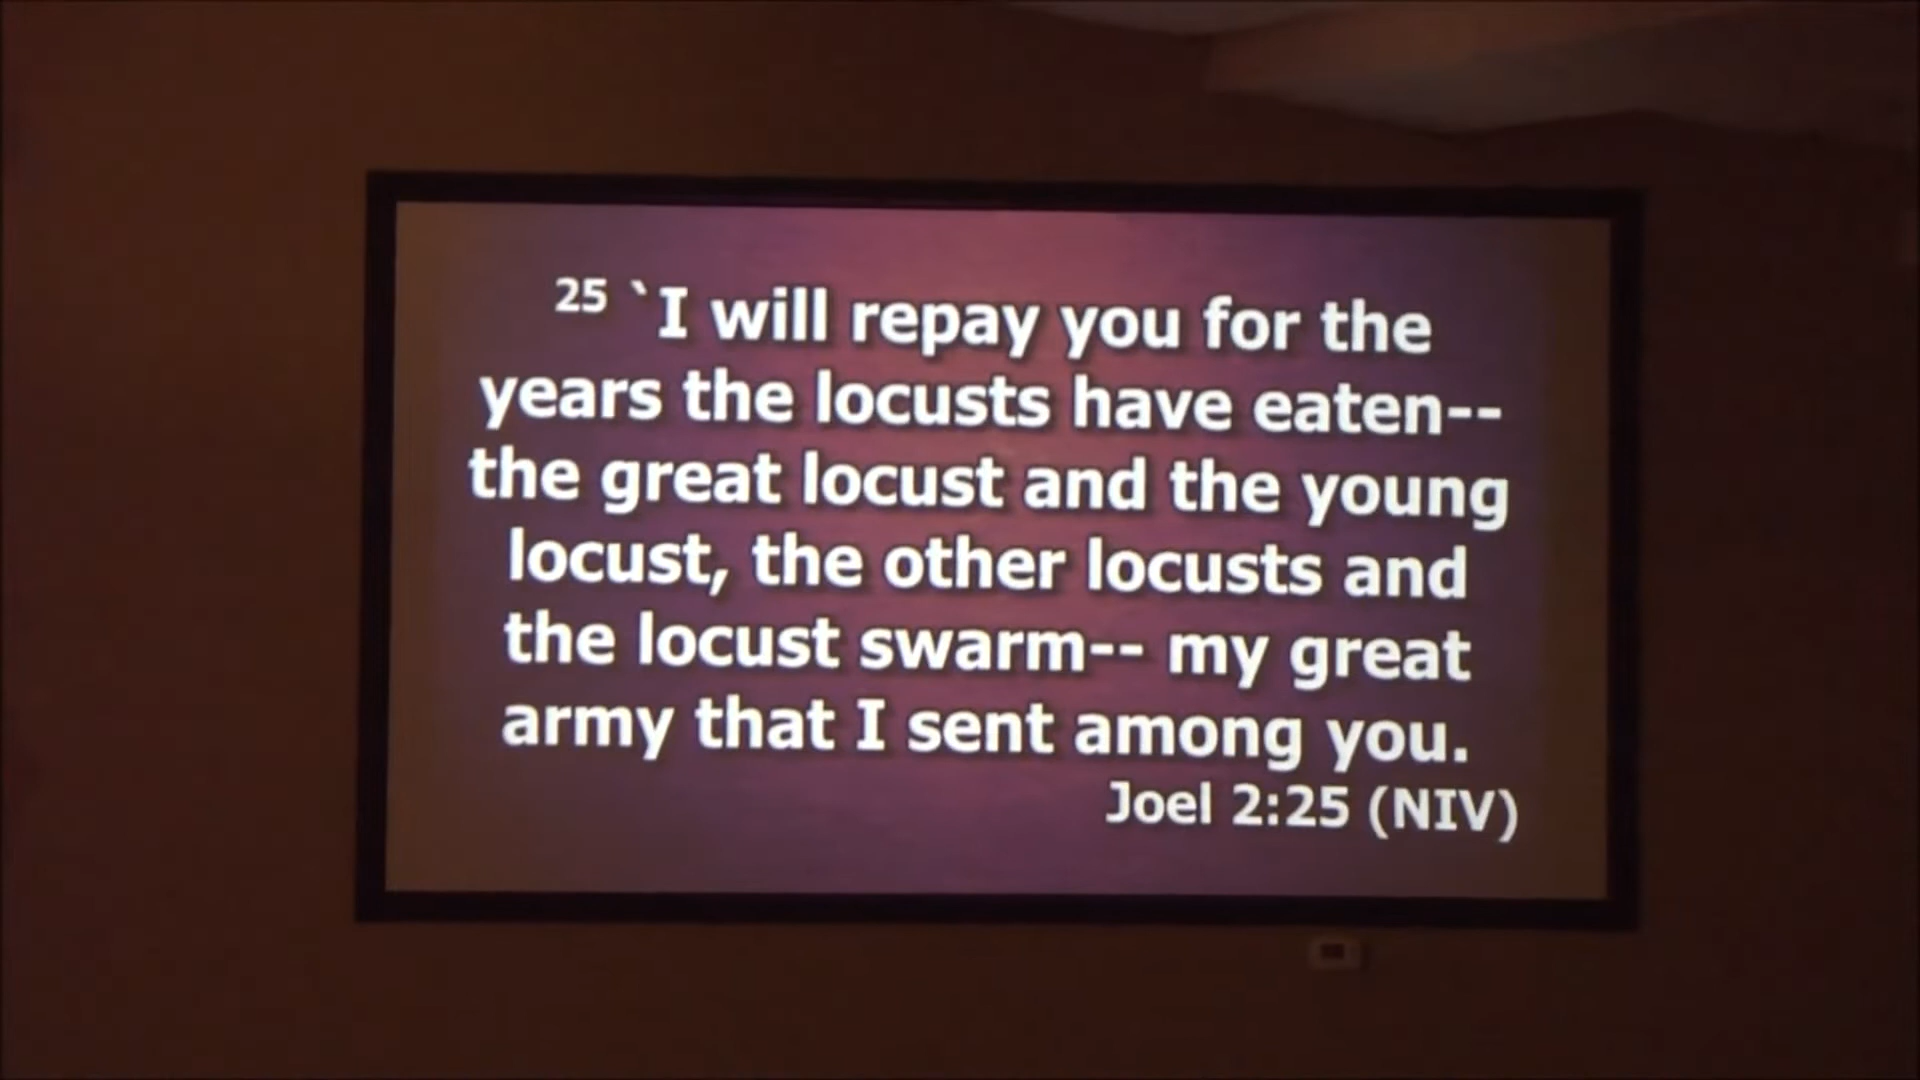 25 `I will repay you for the
years the locusts have eaten--
the great locust and the young
locust, the other locusts and
the locust swarm-- my great
army that I sent among you.
Joel 2:25 (NIV)